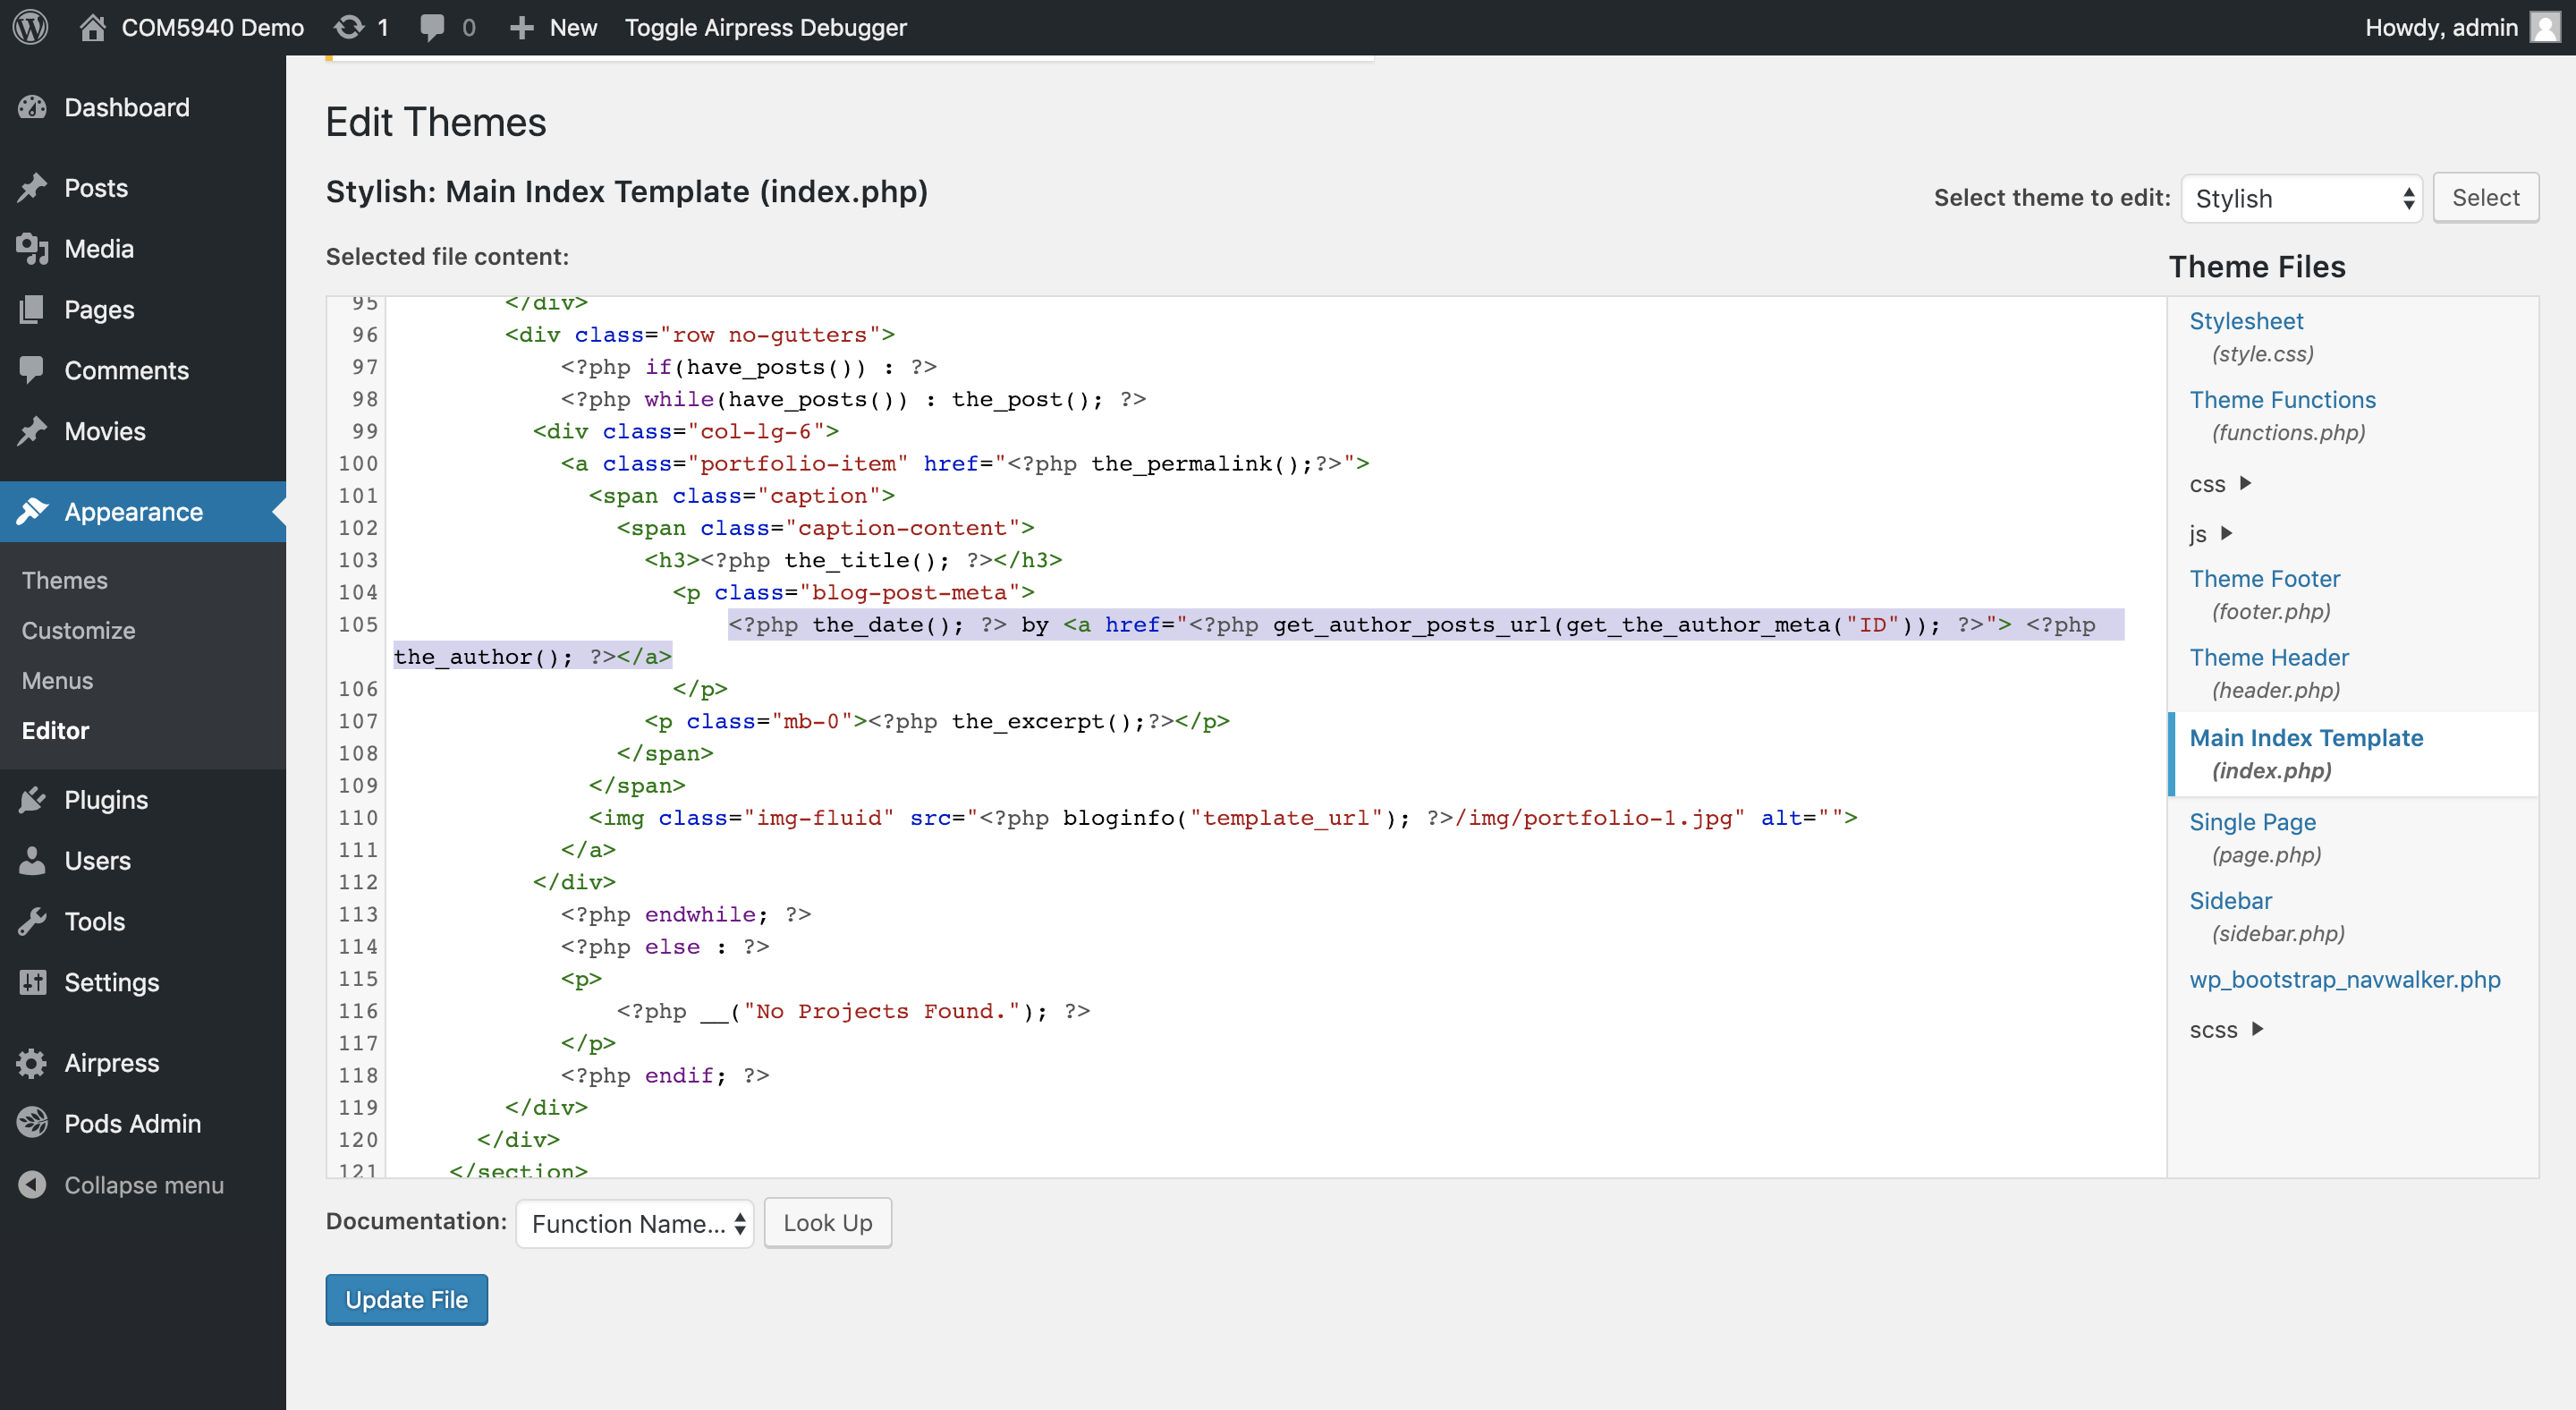 COM5940 Demo 1 0 New Toggle Airpress Debugger Howdy, admin
Dashboard
Posts
Media
Pages
Comments
Movies
Appearance
Themes
Customize
Menus
Editor
Plugins
Users
Tools
Settings
Airpress
Pods Admin
Collapse menu
Edit Themes
Stylish: Main Index Template (index.php)
Select theme to edit: Stylish Select
Selected file content:
95 </div>
96 <div class="row no-gutters">
97 <?php if(have_posts()) : ?>
98 <?php while(have_posts()) : the_post(); ?>
99 <div class="col-lg-6">
100 <a class="portfolio-item" href="<?php the_permalink();?>">
101 <span class="caption">
102 <span class="caption-content">
103 <h3><?php the_title(); ?></h3>
104 <p class="blog-post-meta">
105 <?php the_date(); ?> by <a href="<?php get_author_posts_url(get_the_author_meta("ID")); ?>"> <?php
the_author(); ?></a>
106 </p>
107 <p class="mb-0"><?php the_excerpt();?></p>
108 </span>
109 </span>
110 <img class="img-fluid" src="<?php bloginfo("template_url"); ?>/img/portfolio-1.jpg" alt="">
111 </a>
112 </div>
113 <?php endwhile; ?>
114 <?php else : ?>
115 <p>
116 <?php __("No Projects Found."); ?>
117 </p>
118 <?php endif; ?>
119 </div>
120 </div>
121 </section>
Theme Files
Stylesheet
(style.css)
Theme Functions
(functions.php)
css
js
Theme Footer
(footer.php)
Theme Header
(header.php)
Main Index Template
(index.php)
Single Page
(page.php)
Sidebar
(sidebar.php)
wp_bootstrap_navwalker.php
scss
Documentation: Function Name... Look Up
Update File